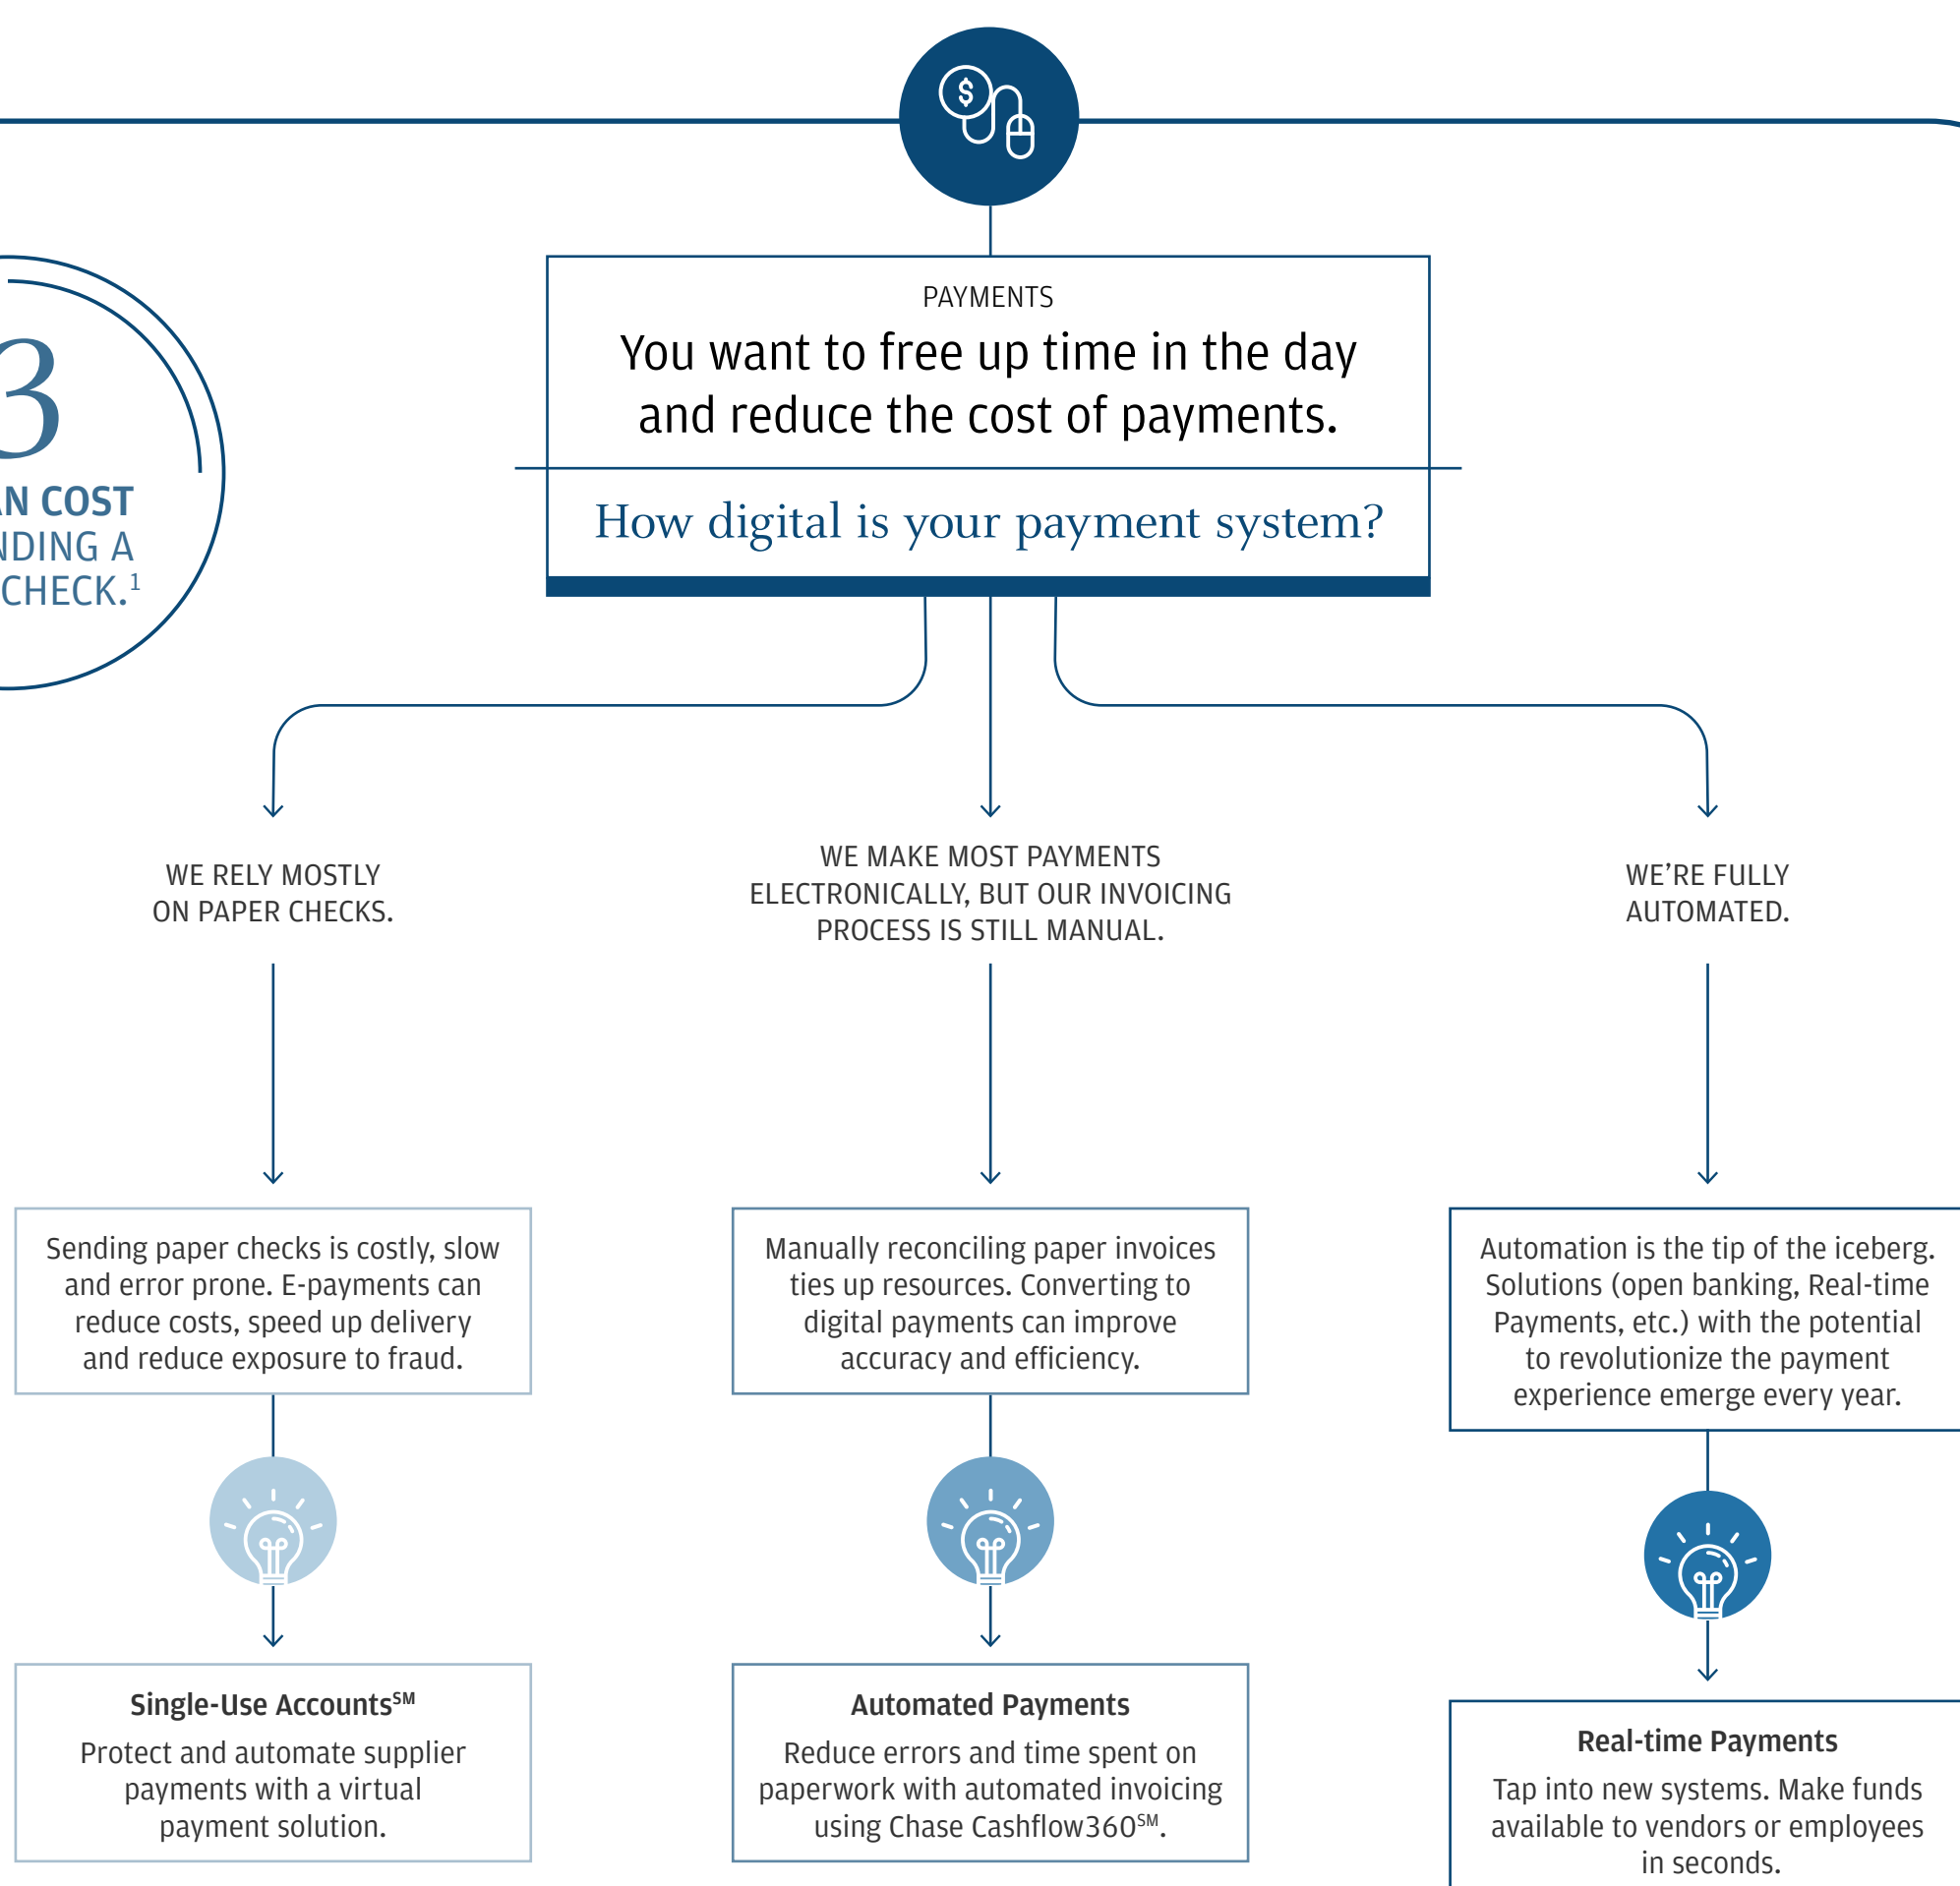 $
PAYMENTS
You want to free up time in the day
and reduce the cost of payments.
How digital is your payment system?
3
COST
A
CHECK.¹
WE RELY MOSTLY
ON PAPER CHECKS.
WE MAKE MOST PAYMENTS
ELECTRONICALLY, BUT OUR INVOICING
PROCESS IS STILL MANUAL.
WE’RE FULLY
AUTOMATED.
Sending paper checks is costly, slow
and error prone. E-payments can
reduce costs, speed up delivery
and reduce exposure to fraud.
Manually reconciling paper invoices
ties up resources. Converting to
digital payments can improve
accuracy and efficiency.
Automation is the tip of the iceberg.
Solutions (open banking, Real-time
Payments, etc.) with the potential
to revolutionize the payment
experience emerge every year.
Single-Use Accounts℠
Protect and automate supplier
payments with a virtual
payment solution.
Automated Payments
Reduce errors and time spent on
paperwork with automated invoicing
using Chase Cashflow360℠.
Real-time Payments
Tap into new systems. Make funds
available to vendors or employees
in seconds.